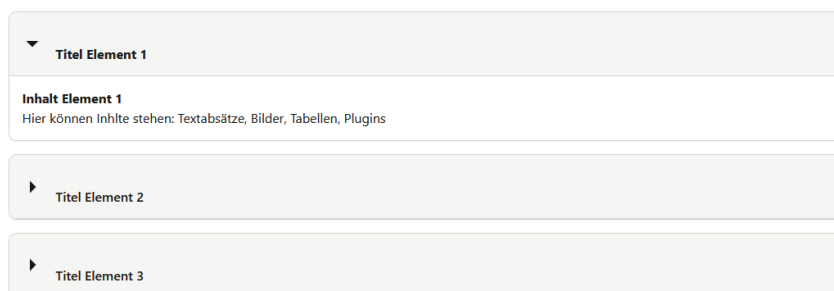 Titel Element 1
Inhalt Element 1
Hier können Inhlte stehen: Textabsätze, Bilder, Tabellen, Plugins
Titel Element 2
Titel Element 3